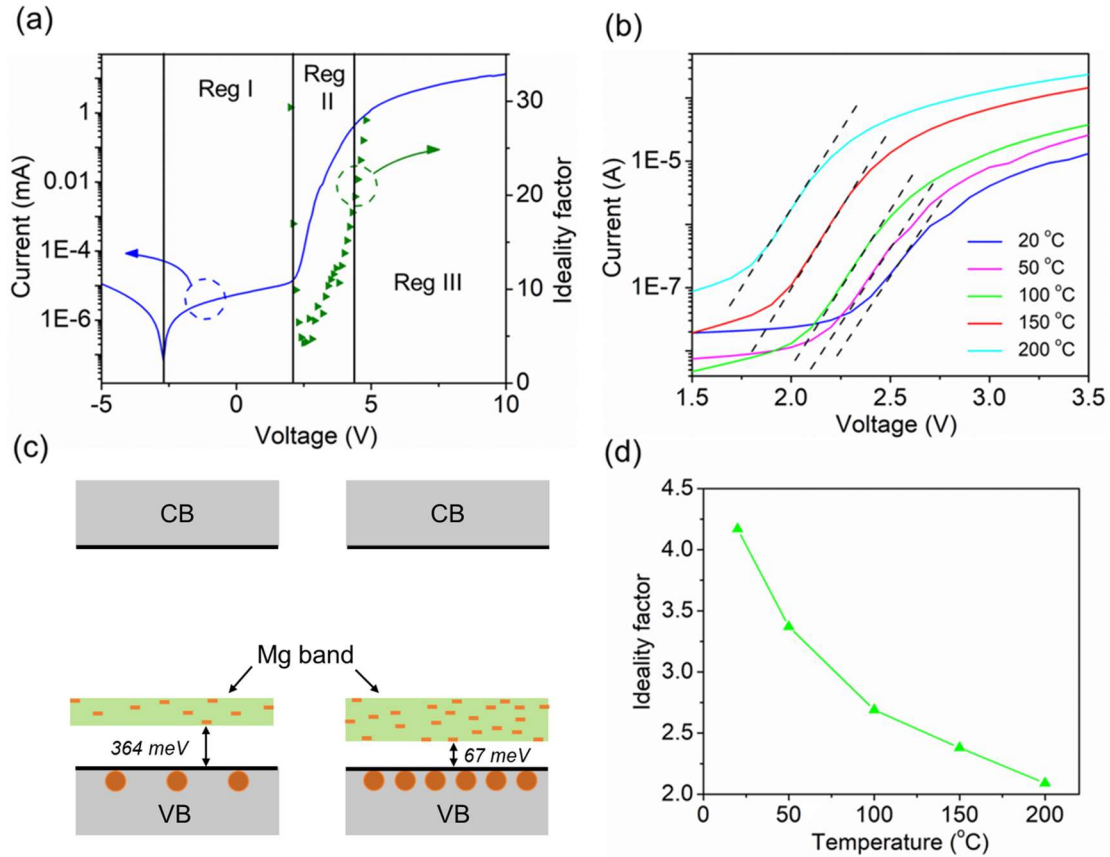 (a)
Current (mA)
1
0.01
1E-4
1E-6
Reg I
Reg
II
Reg III
30
20
10
0
Ideality factor
-5
0
5
10
Voltage (V)
(b)
Current (A)
1E-5
1E-7
20 °C
50 °C
100 °C
150 °C
200 °C
1.5
2.0
2.5
3.0
3.5
Voltage (V)
(c)
CB
CB
Mg band
364 meV
67 meV
VB
VB
(d)
Ideality factor
4.5
4.0
3.5
3.0
2.5
2.0
0
50
100
150
200
Temperature (°C)